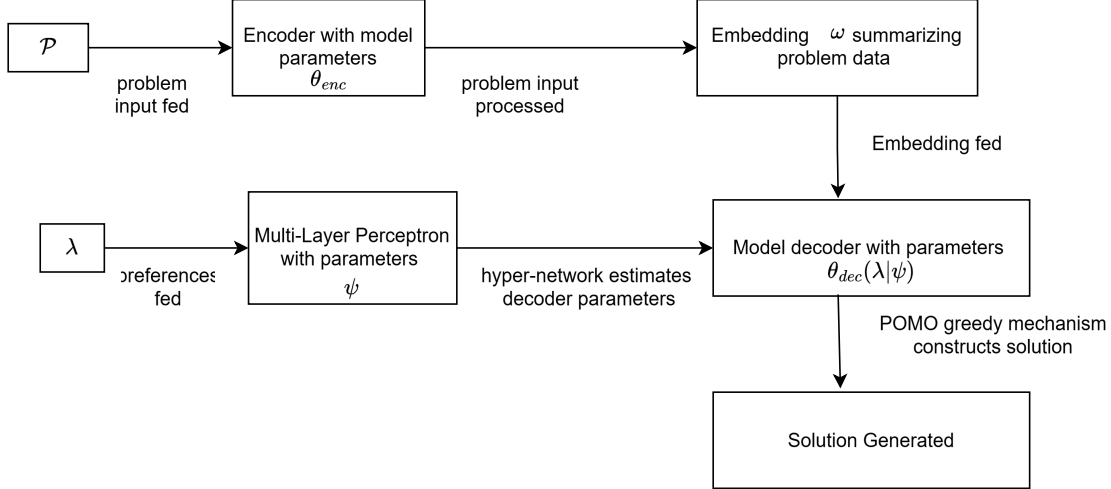 𝒫
problem
input fed
Encoder with model
parameters
θ_enc
problem input
processed
Embedding ω summarizing
problem data
Embedding fed
λ
preferences
fed
Multi-Layer Perceptron
with parameters
ψ
hyper-network estimates
decoder parameters
Model decoder with parameters
θ_dec(λ|ψ)
POMO greedy mechanism
constructs solution
Solution Generated